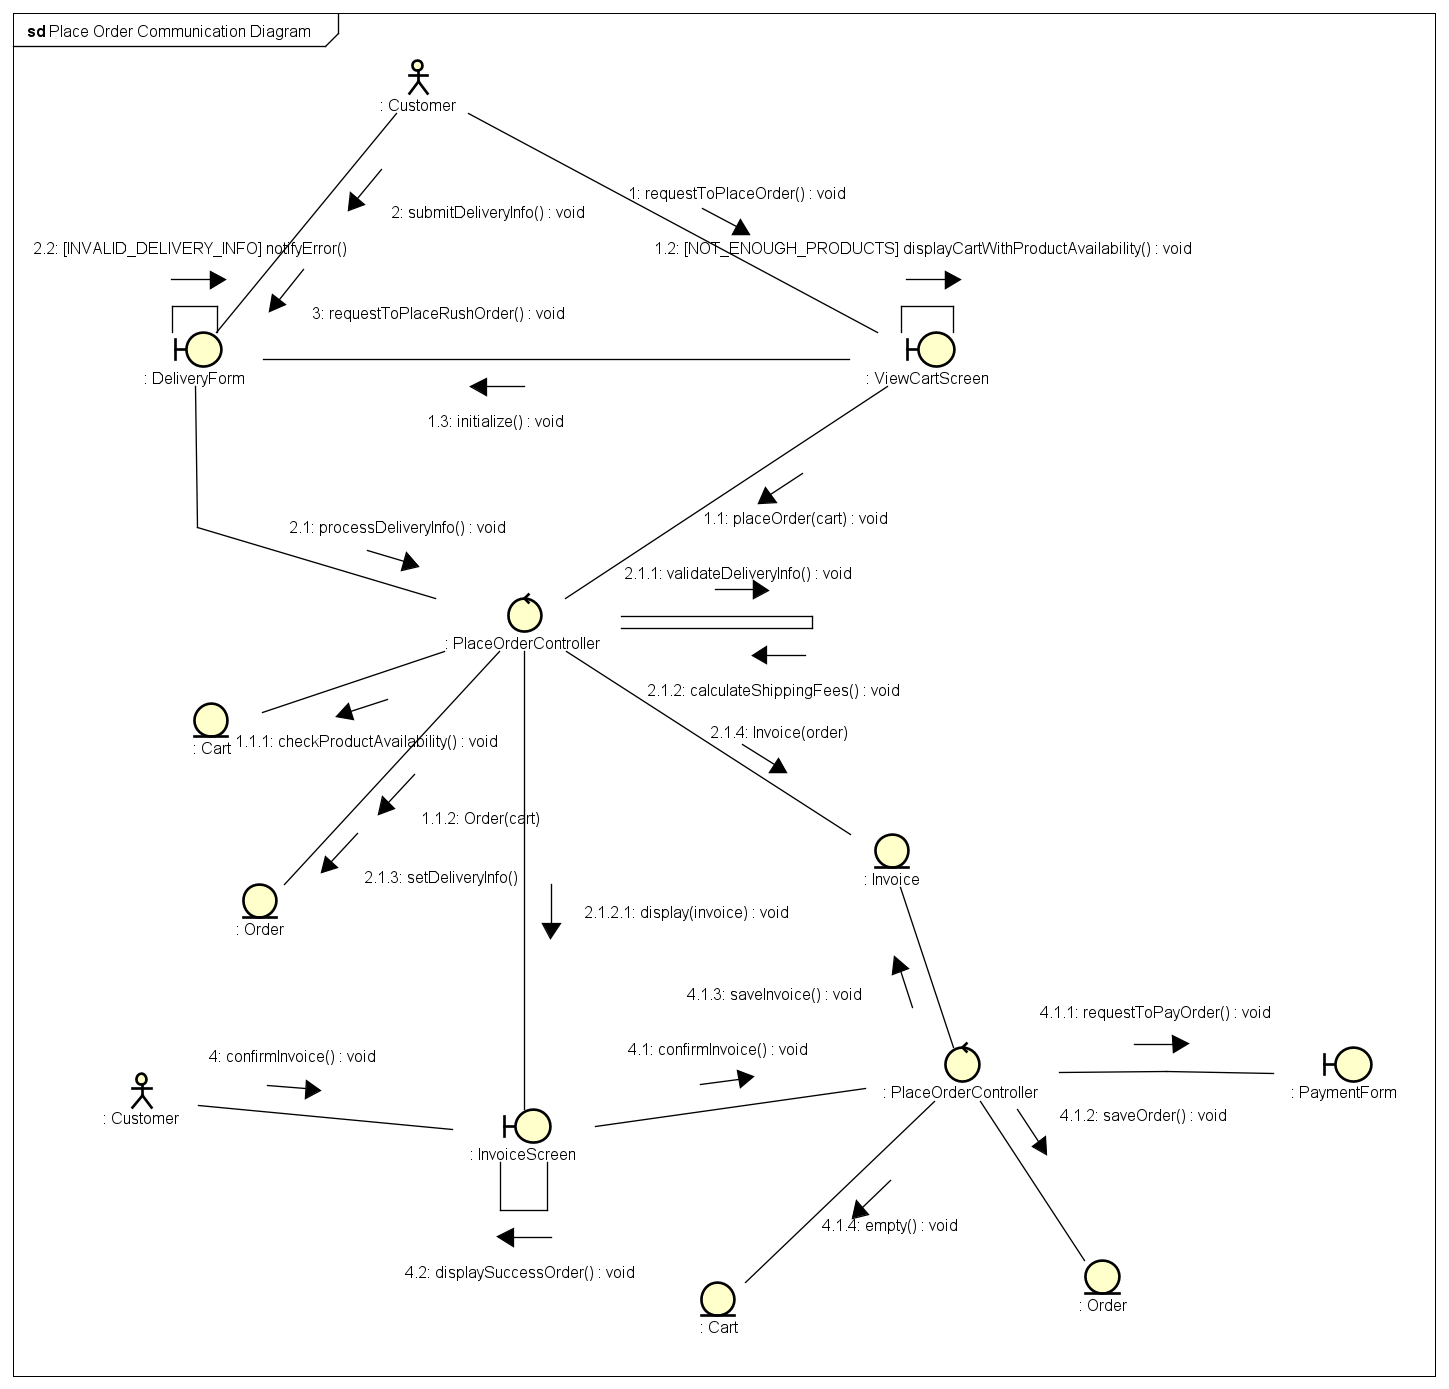 sd Place Order Communication Diagram
: Customer
1: requestToPlaceOrder() : void
2: submitDeliveryInfo() : void
2.2: [INVALID_DELIVERY_INFO] notifyError()
1.2: [NOT_ENOUGH_PRODUCTS] displayCartWithProductAvailability() : void
3: requestToPlaceRushOrder() : void
: DeliveryForm
: ViewCartScreen
1.3: initialize() : void
1.1: placeOrder(cart) : void
2.1: processDeliveryInfo() : void
2.1.1: validateDeliveryInfo() : void
: PlaceOrderController
2.1.2: calculateShippingFees() : void
2.1.4: Invoice(order)
: Cart
1.1.1: checkProductAvailability() : void
1.1.2: Order(cart)
2.1.3: setDeliveryInfo()
: Invoice
2.1.2.1: display(invoice) : void
: Order
4.1.3: saveInvoice() : void
4.1.1: requestToPayOrder() : void
4: confirmInvoice() : void
4.1: confirmInvoice() : void
: PlaceOrderController
: PaymentForm
: Customer
4.1.2: saveOrder() : void
: InvoiceScreen
4.1.4: empty() : void
4.2: displaySuccessOrder() : void
: Order
: Cart